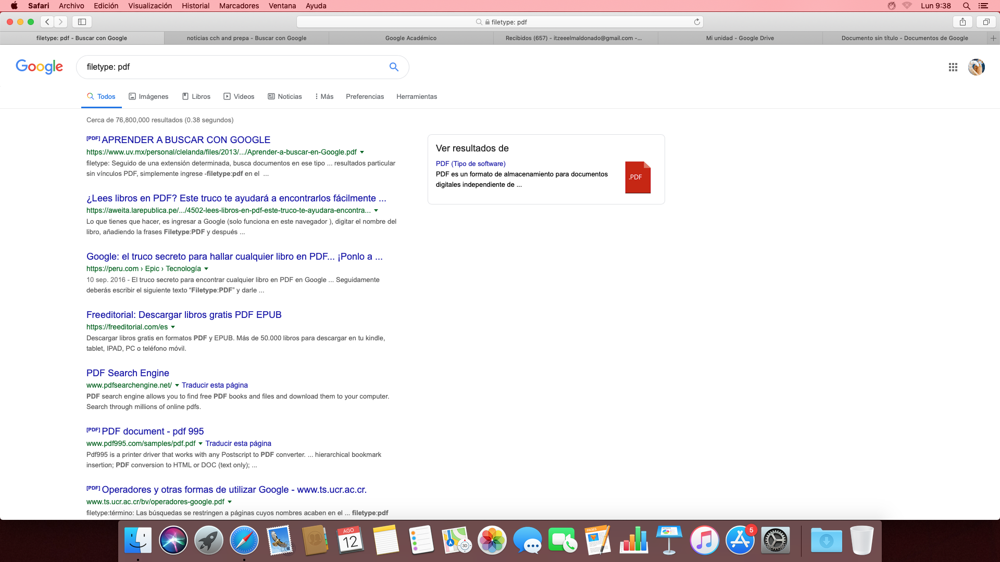 Safari Archivo Edición Visualización Historial Marcadores Ventana Ayuda Lun 9:38
filetype: pdf
filetype: pdf - Buscar con Google noticias cch and prepa - Buscar con Google Google Académico Recibidos (657) - itzeeelmaldonado@gmail.com -... Mi unidad - Google Drive Documento sin título - Documentos de Google
Google filetype: pdf
Todos Imágenes Libros Videos Noticias Más Preferencias Herramientas
Cerca de 76,800,000 resultados (0.38 segundos)
[PDF] APRENDER A BUSCAR CON GOOGLE
https://www.uv.mx/personal/clelanda/files/2013/.../Aprender-a-buscar-en-Google.pdf
filetype: Seguido de una extensión determinada, busca documentos en ese tipo ... resultados particular
sin vínculos PDF, simplemente ingrese -filetype:pdf en el ...
¿Lees libros en PDF? Este truco te ayudará a encontrarlos fácilmente ...
https://aweita.larepublica.pe/.../4502-lees-libros-en-pdf-este-truco-te-ayudara-encontra...
Lo que tienes que hacer, es ingresar a Google (solo funciona en este navegador ), digitar el nombre del
libro, añadiendo la frases Filetype:PDF y después ...
Google: el truco secreto para hallar cualquier libro en PDF... ¡Ponlo a ...
https://peru.com › Epic › Tecnología
10 sep. 2016 - El truco secreto para encontrar cualquier libro en PDF en Google ... Seguidamente
deberás escribir el siguiente texto “Filetype:PDF” y darle ...
Freeditorial: Descargar libros gratis PDF EPUB
https://freeditorial.com/es
Descargar libros gratis en formatos PDF y EPUB. Más de 50.000 libros para descargar en tu kindle,
tablet, IPAD, PC o teléfono móvil.
PDF Search Engine
www.pdfsearchengine.net/ Traducir esta página
PDF search engine allows you to find free PDF books and files and download them to your computer.
Search through millions of online pdfs.
[PDF] PDF document - pdf 995
www.pdf995.com/samples/pdf.pdf Traducir esta página
Pdf995 is a printer driver that works with any Postscript to PDF converter. ... hierarchical bookmark
insertion; PDF conversion to HTML or DOC (text only); ...
[PDF] Operadores y otras formas de utilizar Google - www.ts.ucr.ac.cr.
www.ts.ucr.ac.cr/bv/operadores-google.pdf
filetype:término: Las búsquedas se restringen a páginas cuyos nombres acaben en el ... filetype:pdf
Ver resultados de
PDF (Tipo de software)
PDF es un formato de almacenamiento para documentos
digitales independiente de ...
.PDF
AGO
12
3D
PAGES
5